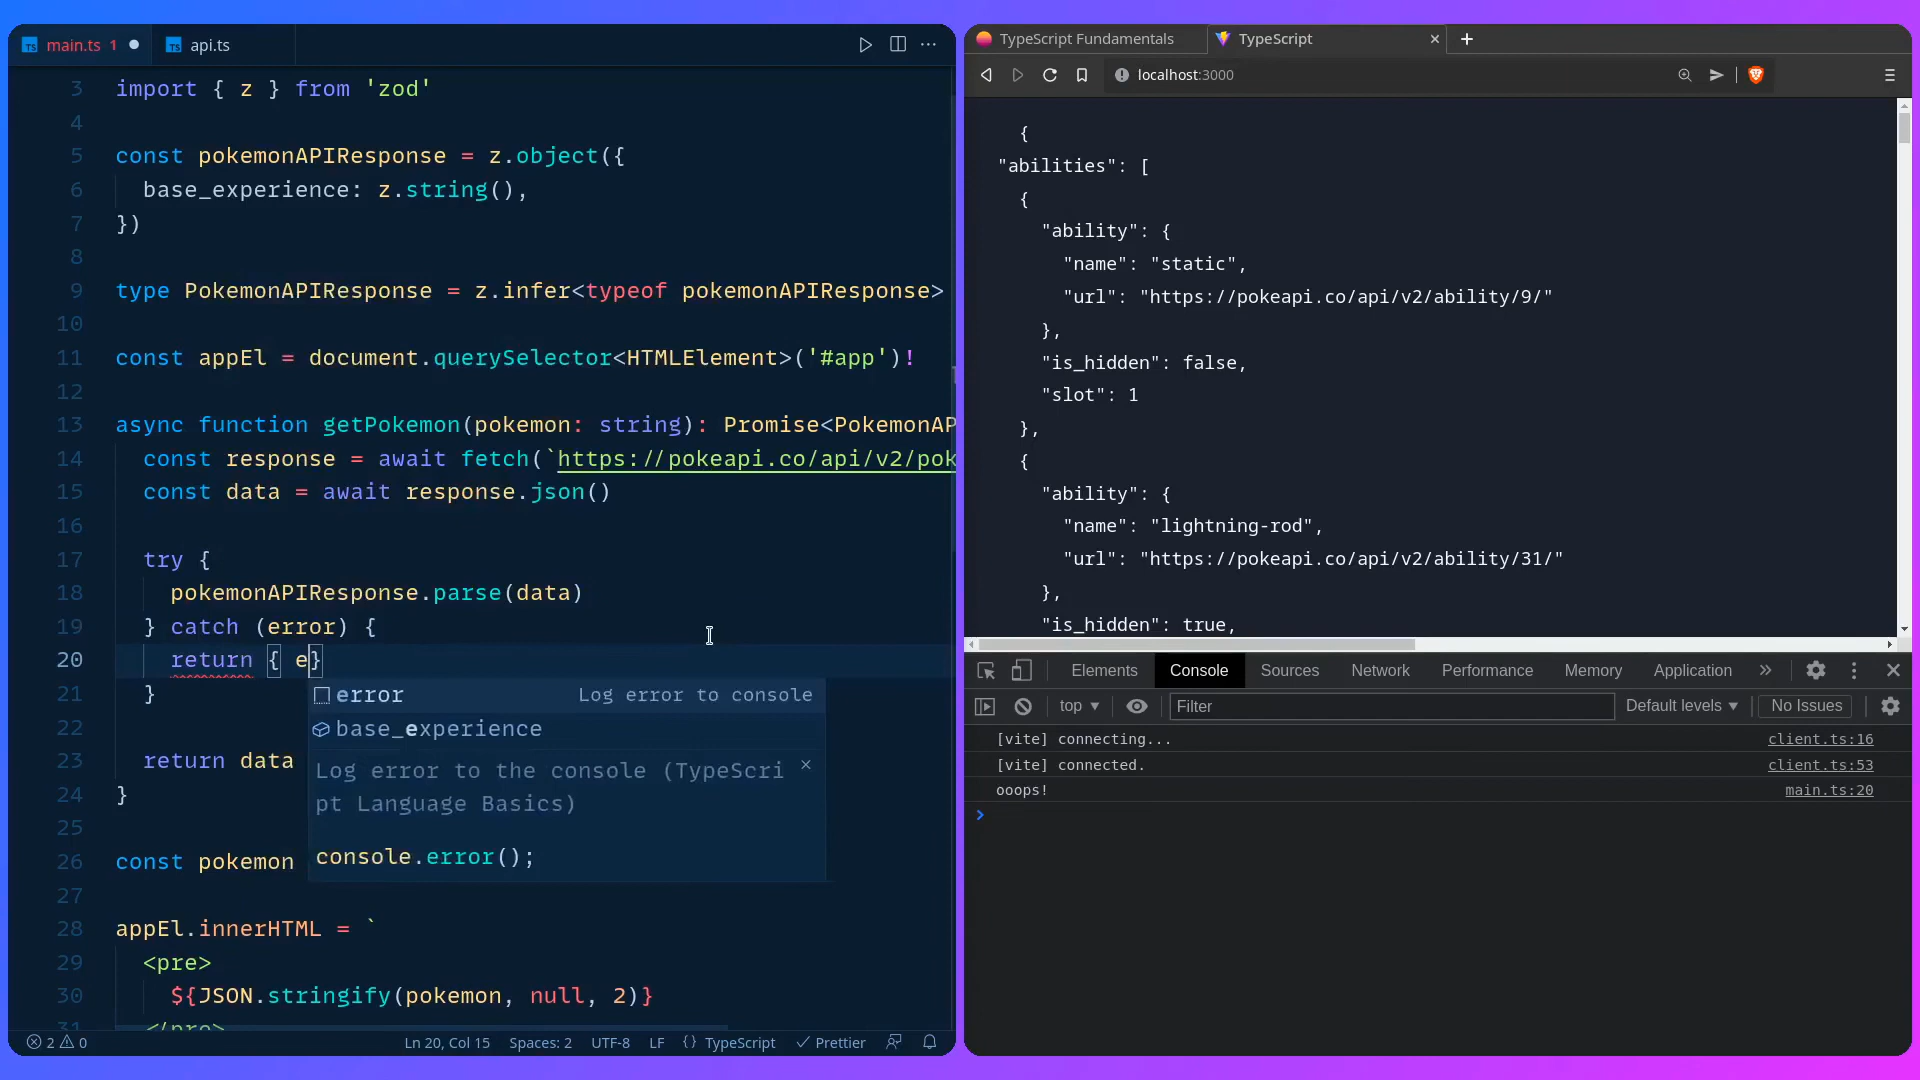 main.ts 1
api.ts
3 import { z } from 'zod'
4
5 const pokemonAPIResponse = z.object({
6 base_experience: z.string(),
7 })
8
9 type PokemonAPIResponse = z.infer<typeof pokemonAPIResponse>
10
11 const appEl = document.querySelector<HTMLElement>('#app')!
12
13 async function getPokemon(pokemon: string): Promise<PokemonAP
14 const response = await fetch(`https://pokeapi.co/api/v2/pok
15 const data = await response.json()
16
17 try {
18 pokemonAPIResponse.parse(data)
19 } catch (error) {
20 return { e}
21 }
22
23 return data
24 }
25
26 const pokemon
27
28 appEl.innerHTML = `
29 <pre>
30 ${JSON.stringify(pokemon, null, 2)}
31 </pre>
error Log error to console
base_experience
Log error to the console (TypeScri
pt Language Basics)
console.error();
2 0 Ln 20, Col 15 Spaces: 2 UTF-8 LF {} TypeScript Prettier
TypeScript Fundamentals
TypeScript
localhost:3000
{
"abilities": [
{
"ability": {
"name": "static",
"url": "https://pokeapi.co/api/v2/ability/9/"
},
"is_hidden": false,
"slot": 1
},
{
"ability": {
"name": "lightning-rod",
"url": "https://pokeapi.co/api/v2/ability/31/"
},
"is_hidden": true,
Elements Console Sources Network Performance Memory Application
top Filter Default levels No Issues
[vite] connecting... client.ts:16
[vite] connected. client.ts:53
ooops! main.ts:20